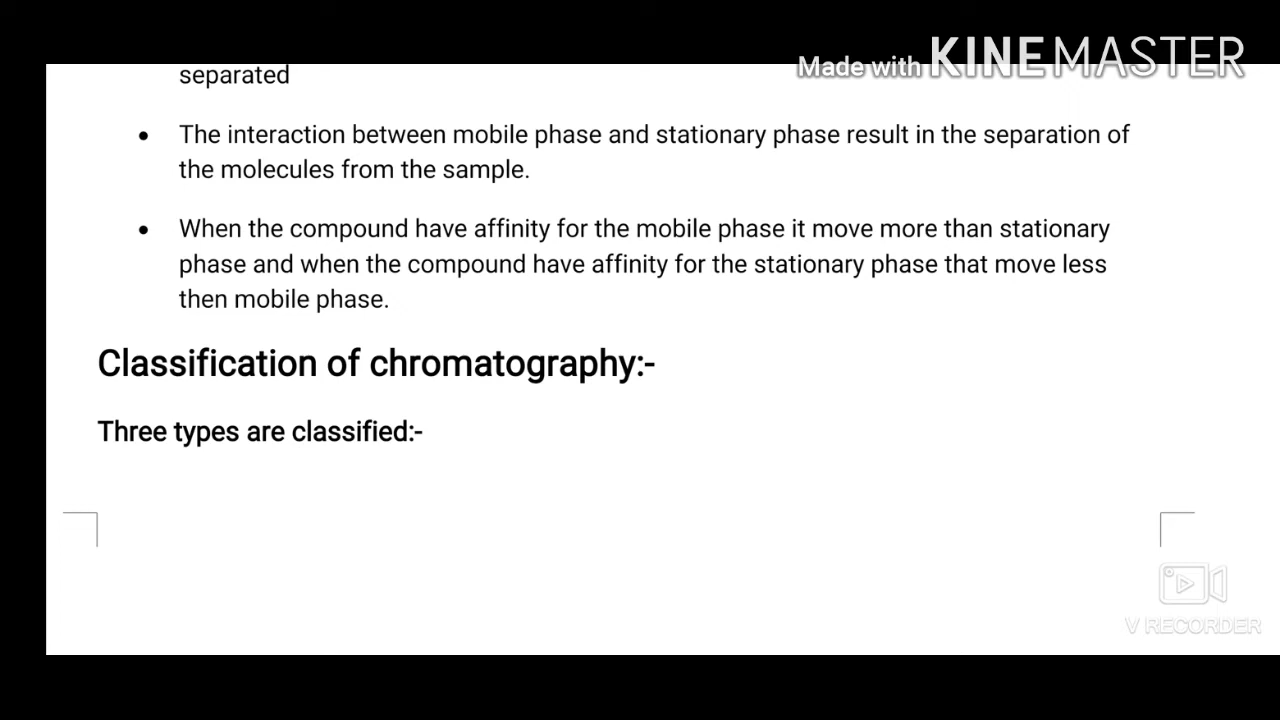 Made with KINEMASTER
separated
• The interaction between mobile phase and stationary phase result in the separation of
the molecules from the sample.
• When the compound have affinity for the mobile phase it move more than stationary
phase and when the compound have affinity for the stationary phase that move less
then mobile phase.
Classification of chromatography:-
Three types are classified:-
V RECORDER